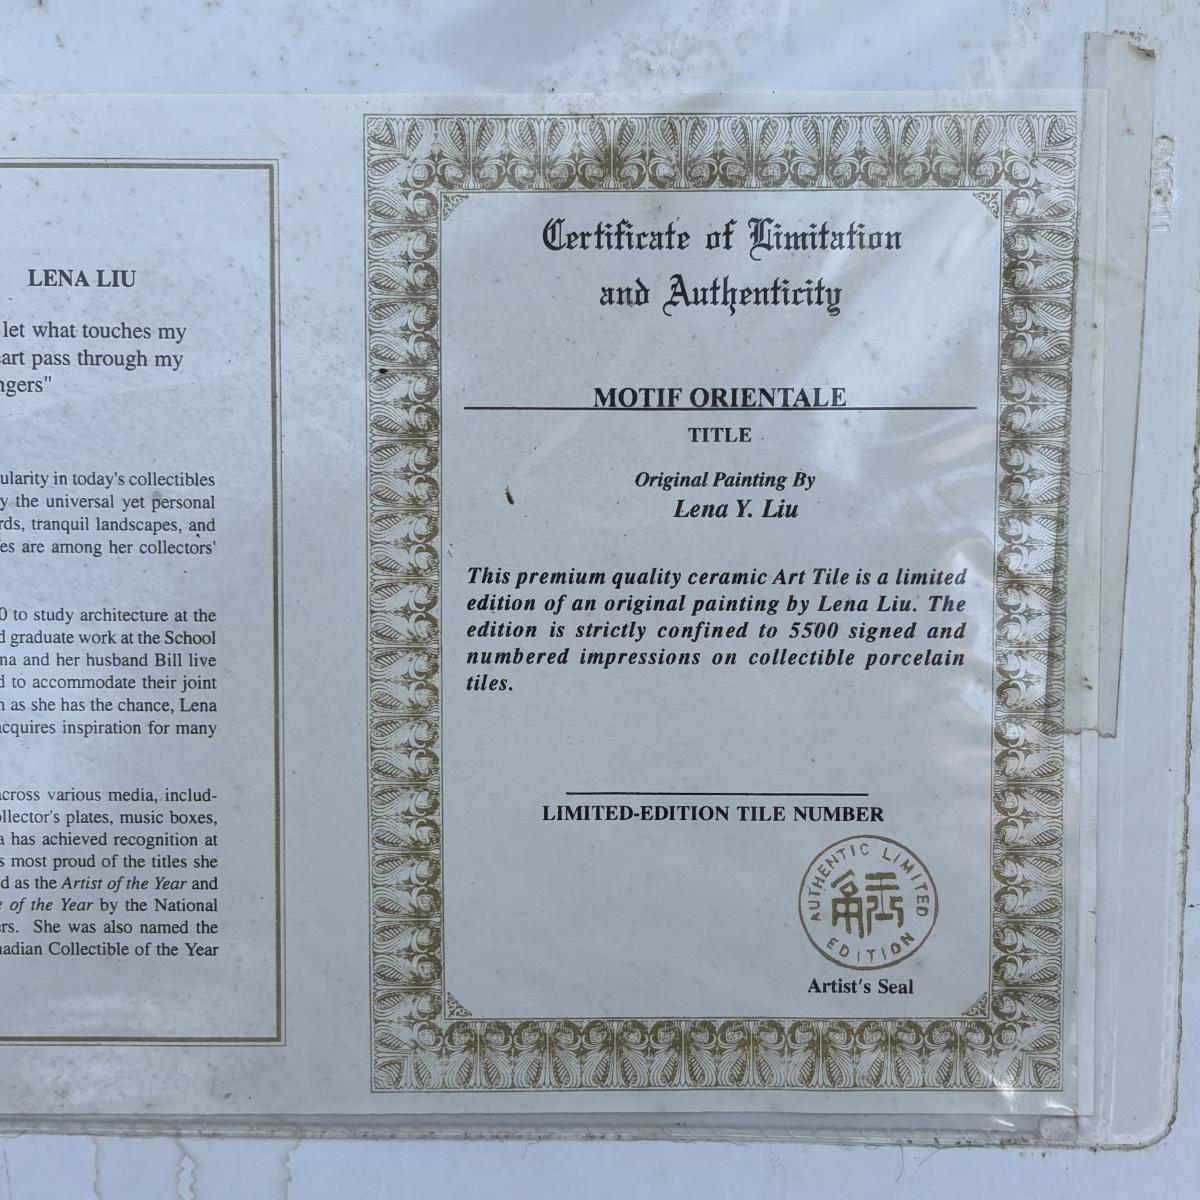 LENA LIU
let what touches my
art pass through my
ngers"
ularity in today's collectibles
y the universal yet personal
rds, tranquil landscapes, and
es are among her collectors'
0 to study architecture at the
d graduate work at the School
na and her husband Bill live
d to accommodate their joint
n as she has the chance, Lena
acquires inspiration for many
across various media, includ-
ollector's plates, music boxes,
a has achieved recognition at
s most proud of the titles she
d as the Artist of the Year and
e of the Year by the National
ers. She was also named the
nadian Collectible of the Year
Certificate of Limitation
and Authenticity
MOTIF ORIENTALE
TITLE
Original Painting By
Lena Y. Liu
This premium quality ceramic Art Tile is a limited
edition of an original painting by Lena Liu. The
edition is strictly confined to 5500 signed and
numbered impressions on collectible porcelain
tiles.
LIMITED-EDITION TILE NUMBER
AUTHENTIC LIMITED
EDITION
Artist's Seal